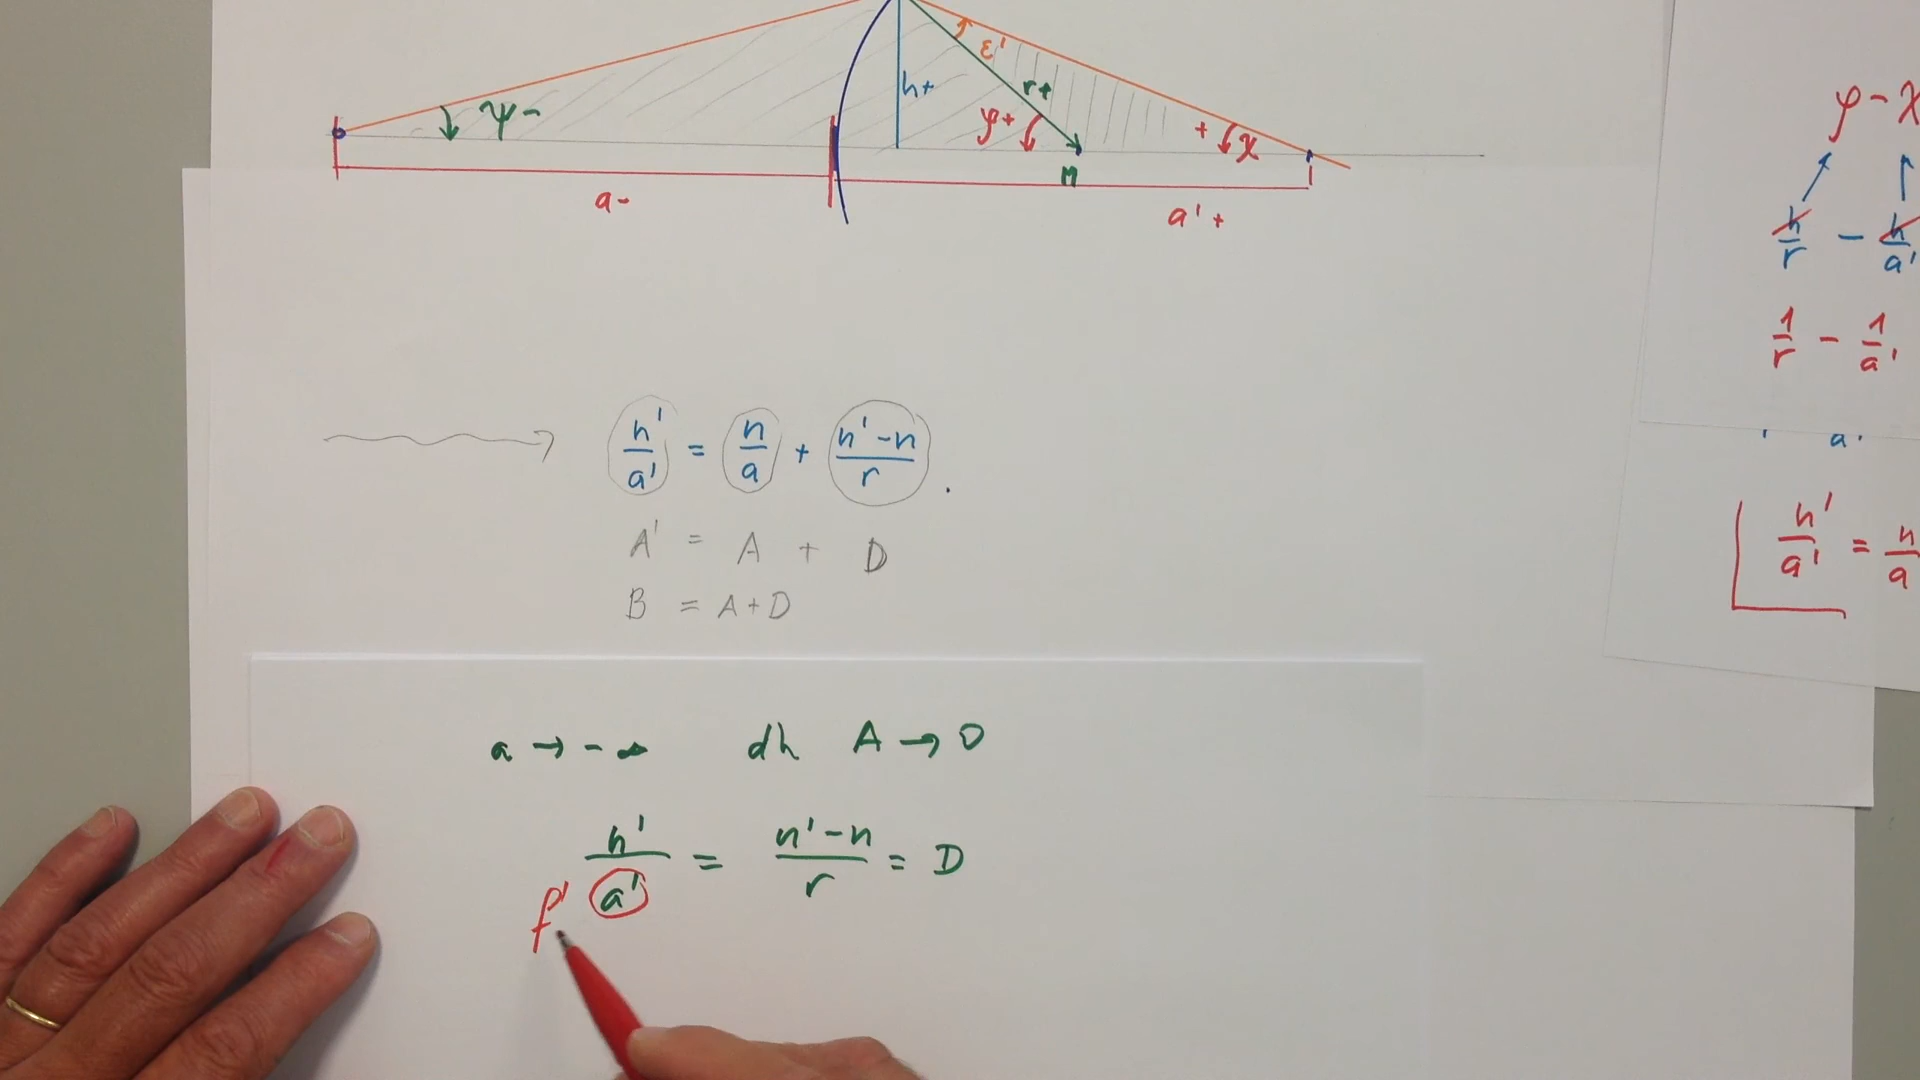 ε'
h+
r+
ψ-
φ+
+ χ
M
a-
a'+
n'/a' = n/a + (n'-n)/r .
A' = A + D
B = A+D
a → -∞ dh A → 0
n'/a' = (n'-n)/r = D
f'
φ - χ
h/r - h/a'
1/r - 1/a'
a'
n'/a' = n/a